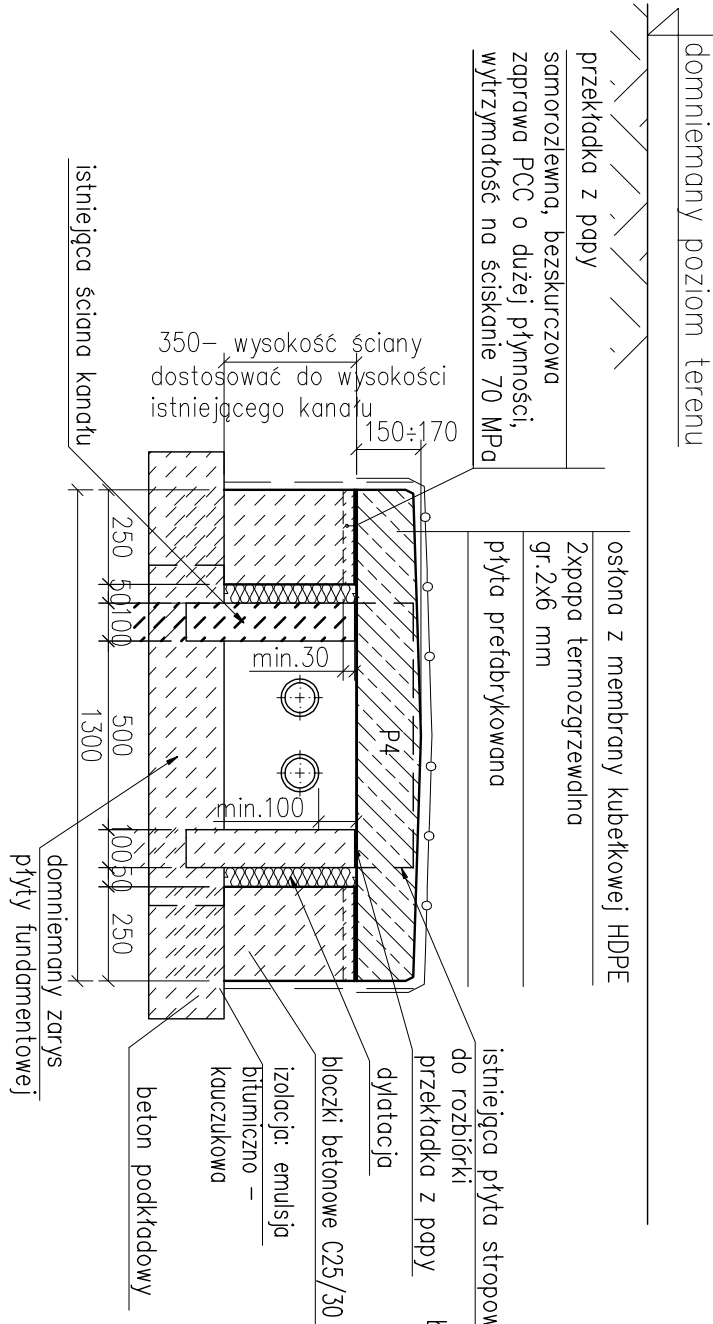 domniemany poziom terenu
przekładka z papy
samorozlewna, bezskurczowa
zaprawa PCC o dużej płynności,
wytrzymałość na ściskanie 70 MPa
osłona z membrany kubełkowej HDPE
2xpapa termozgrzewalna
gr.2x6 mm
płyta prefabrykowana
350– wysokość ściany
dostosować do wysokości
istniejącego kanału
150÷170
istniejąca ściana kanału
min.30
P4
min.100
250
50
100
500
100
50
250
1300
istniejąca płyta stropow
do rozbiórki
przekładka z papy
dylatacja
bloczki betonowe C25/30
izolacja: emulsja
bitumiczno –
kauczukowa
beton podkładowy
domniemany zarys
płyty fundamentowej